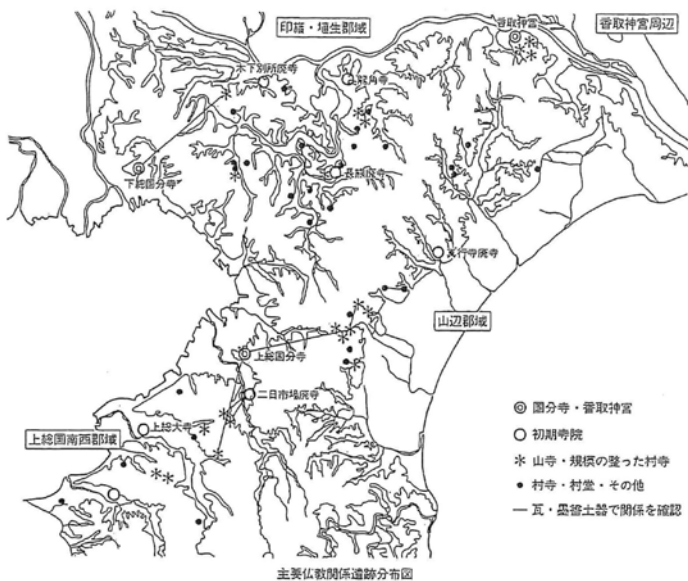 印旛・埴生郡域
香取神宮
香取神宮周辺
木下別所廃寺
龍角寺
下総国分寺
長熊廃寺
真行寺廃寺
山辺郡域
上総国分寺
二日市場廃寺
上総大寺
上総国南西郡域
◎ 国分寺・香取神宮
○ 初期寺院
＊ 山寺・規模の整った村寺
● 村寺・村堂・その他
― 瓦・墨書土器で関係を確認
主要仏教関係遺跡分布図